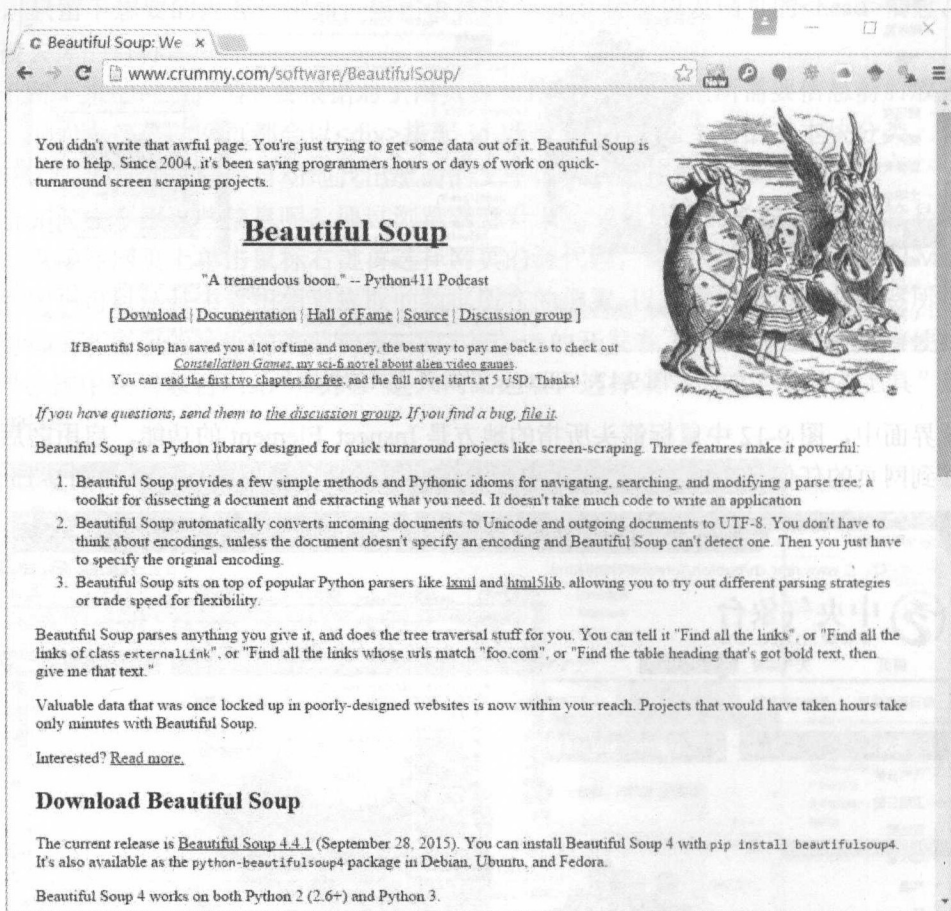 C Beautiful Soup: We ×
www.crummy.com/software/BeautifulSoup/
New
You didn't write that awful page. You're just trying to get some data out of it. Beautiful Soup is
here to help. Since 2004, it's been saving programmers hours or days of work on quick-
turnaround screen scraping projects.
Beautiful Soup
"A tremendous boon." -- Python411 Podcast
[ Download | Documentation | Hall of Fame | Source | Discussion group ]
If Beautiful Soup has saved you a lot of time and money, the best way to pay me back is to check out
Constellation Games, my sci-fi novel about alien video games.
You can read the first two chapters for free, and the full novel starts at 5 USD. Thanks!
If you have questions, send them to the discussion group. If you find a bug, file it.
Beautiful Soup is a Python library designed for quick turnaround projects like screen-scraping. Three features make it powerful:
1. Beautiful Soup provides a few simple methods and Pythonic idioms for navigating, searching, and modifying a parse tree: a
toolkit for dissecting a document and extracting what you need. It doesn't take much code to write an application
2. Beautiful Soup automatically converts incoming documents to Unicode and outgoing documents to UTF-8. You don't have to
think about encodings, unless the document doesn't specify an encoding and Beautiful Soup can't detect one. Then you just have
to specify the original encoding.
3. Beautiful Soup sits on top of popular Python parsers like lxml and html5lib, allowing you to try out different parsing strategies
or trade speed for flexibility.
Beautiful Soup parses anything you give it, and does the tree traversal stuff for you. You can tell it "Find all the links", or "Find all the
links of class externalLink", or "Find all the links whose urls match "foo.com", or "Find the table heading that's got bold text, then
give me that text."
Valuable data that was once locked up in poorly-designed websites is now within your reach. Projects that would have taken hours take
only minutes with Beautiful Soup.
Interested? Read more.
Download Beautiful Soup
The current release is Beautiful Soup 4.4.1 (September 28, 2015). You can install Beautiful Soup 4 with pip install beautifulsoup4.
It's also available as the python-beautifulsoup4 package in Debian, Ubuntu, and Fedora.
Beautiful Soup 4 works on both Python 2 (2.6+) and Python 3.